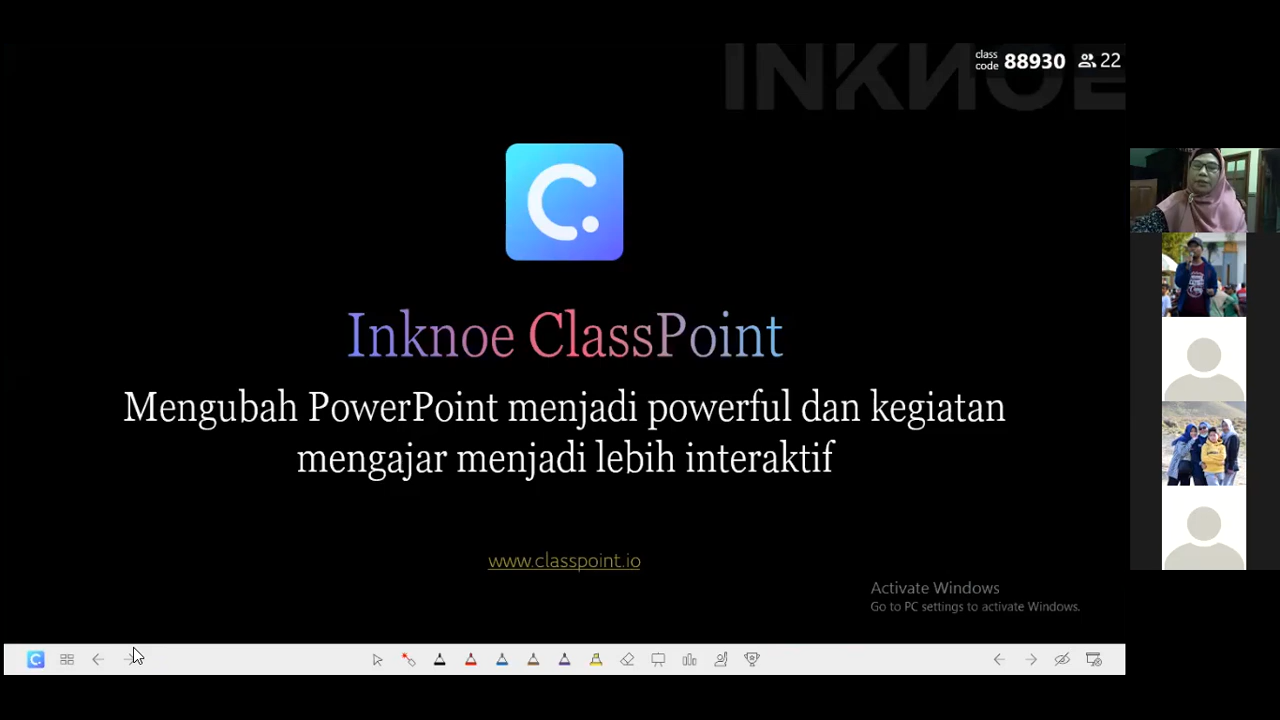 INKNOE
class code 88930 22
Inknoe ClassPoint
Mengubah PowerPoint menjadi powerful dan kegiatan
mengajar menjadi lebih interaktif
www.classpoint.io
Activate Windows
Go to PC settings to activate Windows.